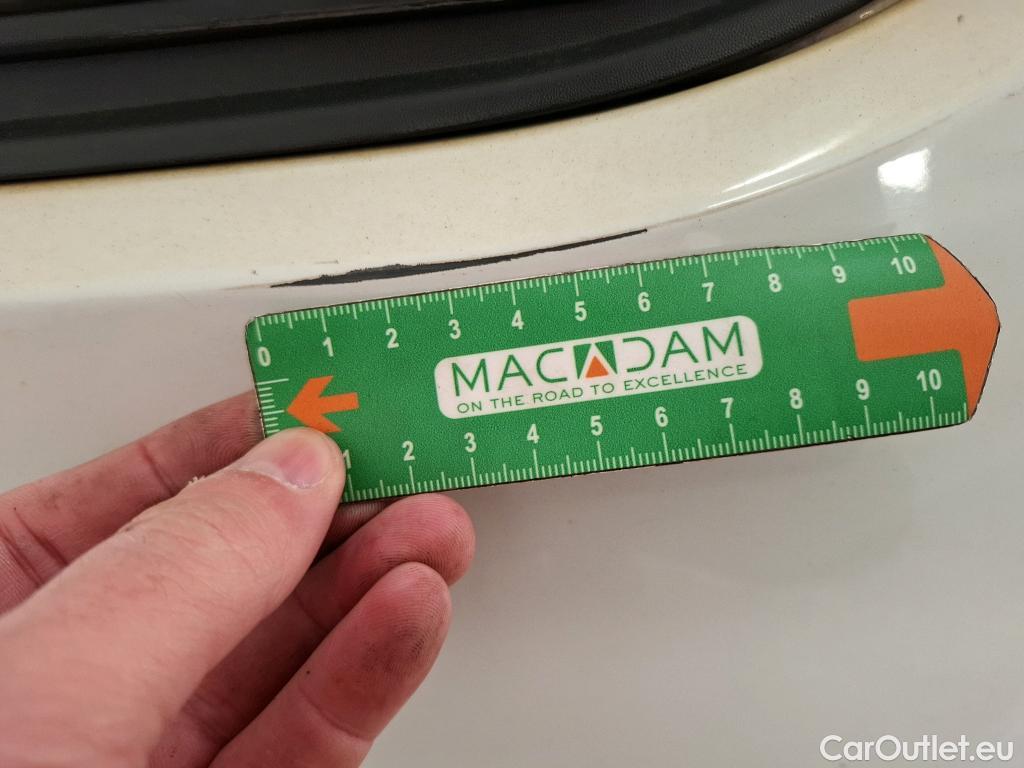 0 1 2 3 4 5 6 7 8 9 10
MACADAM
ON THE ROAD TO EXCELLENCE
1 2 3 4 5 6 7 8 9 10
CarOutlet.eu